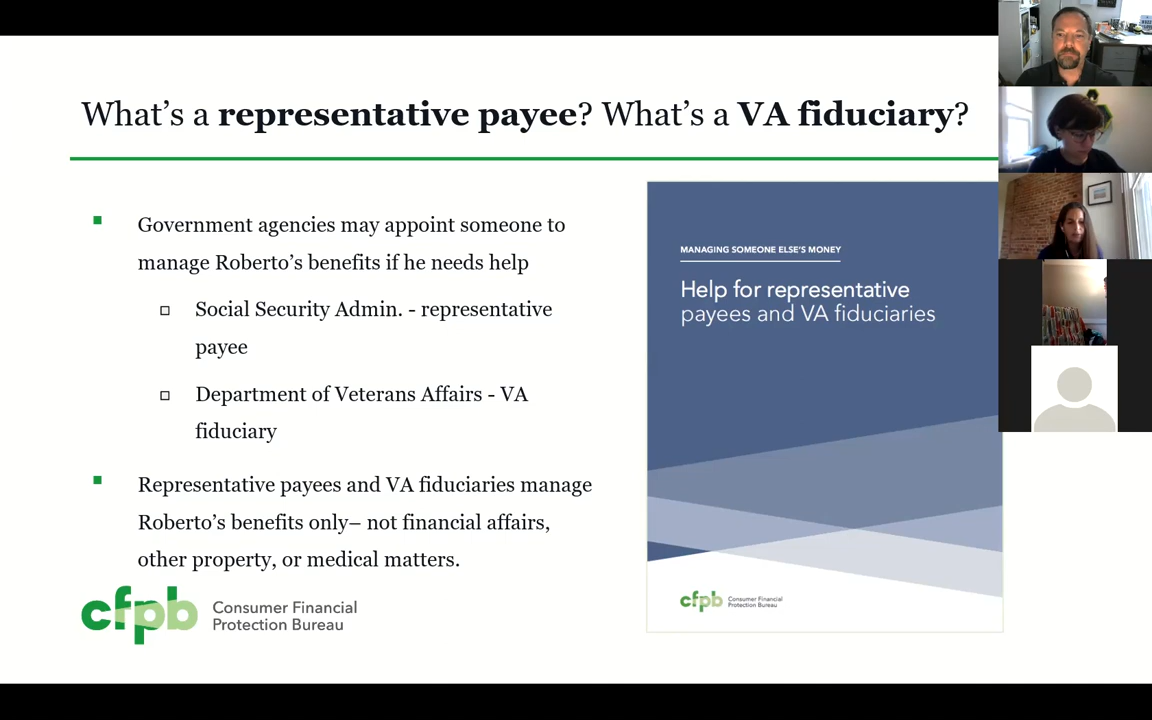 What's a representative payee? What's a VA fiduciary?
Government agencies may appoint someone to
manage Roberto's benefits if he needs help
Social Security Admin. - representative
payee
Department of Veterans Affairs - VA
fiduciary
Representative payees and VA fiduciaries manage
Roberto's benefits only– not financial affairs,
other property, or medical matters.
cfpb Consumer Financial
Protection Bureau
MANAGING SOMEONE ELSE'S MONEY
Help for representative
payees and VA fiduciaries
cfpb Consumer Financial
Protection Bureau